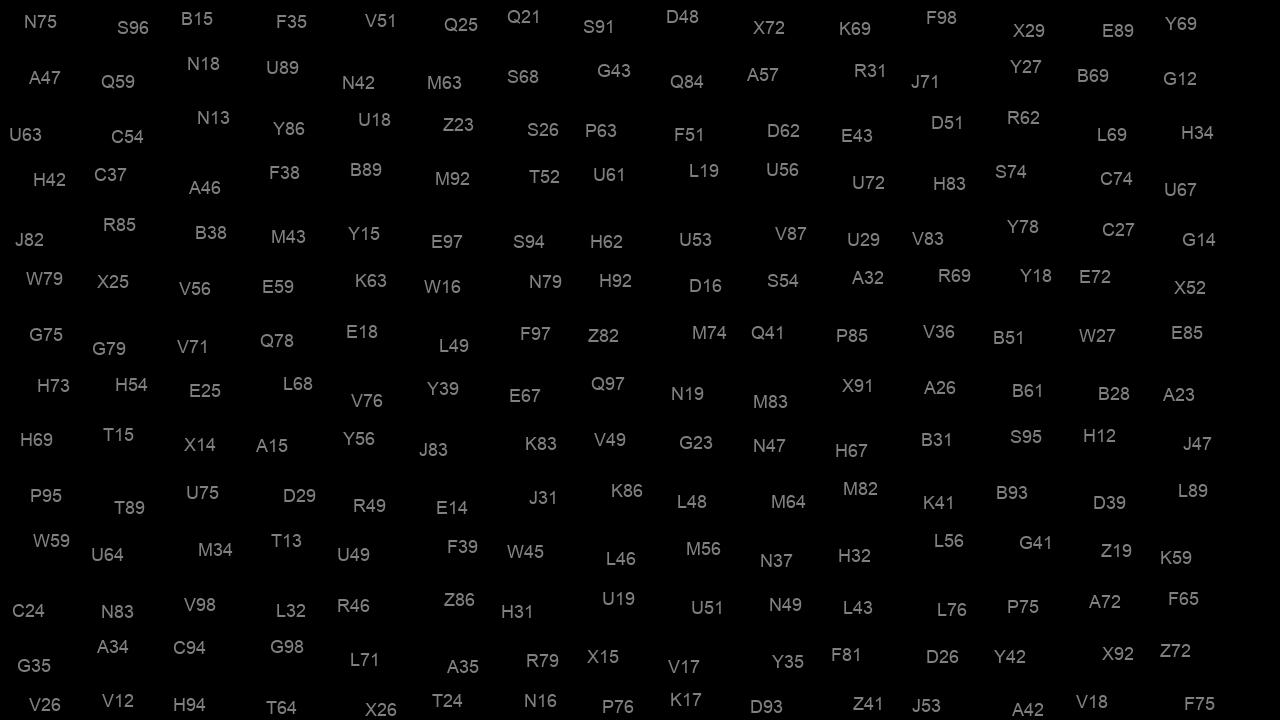 N75 S96 B15 F35 V51 Q25 Q21 S91 D48 X72 K69 F98 X29 E89 Y69
A47 Q59 N18 U89 N42 M63 S68 G43 Q84 A57 R31 J71 Y27 B69 G12
U63 C54 N13 Y86 U18 Z23 S26 P63 F51 D62 E43 D51 R62 L69 H34
H42 C37 A46 F38 B89 M92 T52 U61 L19 U56 U72 H83 S74 C74 U67
J82 R85 B38 M43 Y15 E97 S94 H62 U53 V87 U29 V83 Y78 C27 G14
W79 X25 V56 E59 K63 W16 N79 H92 D16 S54 A32 R69 Y18 E72 X52
G75 G79 V71 Q78 E18 L49 F97 Z82 M74 Q41 P85 V36 B51 W27 E85
H73 H54 E25 L68 V76 Y39 E67 Q97 N19 M83 X91 A26 B61 B28 A23
H69 T15 X14 A15 Y56 J83 K83 V49 G23 N47 H67 B31 S95 H12 J47
P95 T89 U75 D29 R49 E14 J31 K86 L48 M64 M82 K41 B93 D39 L89
W59 U64 M34 T13 U49 F39 W45 L46 M56 N37 H32 L56 G41 Z19 K59
C24 N83 V98 L32 R46 Z86 H31 U19 U51 N49 L43 L76 P75 A72 F65
G35 A34 C94 G98 L71 A35 R79 X15 V17 Y35 F81 D26 Y42 X92 Z72
V26 V12 H94 T64 X26 T24 N16 P76 K17 D93 Z41 J53 A42 V18 F75